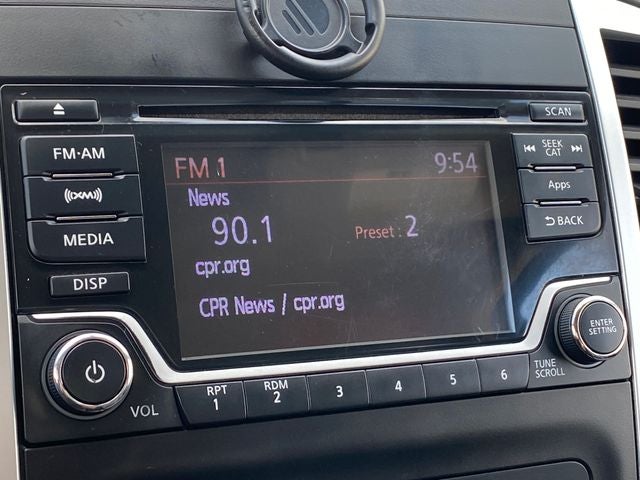 SCAN
FM·AM
XM
MEDIA
DISP
FM 1 9:54
News
90.1 Preset : 2
cpr.org
CPR News / cpr.org
SEEK
CAT
Apps
BACK
ENTER
SETTING
TUNE
SCROLL
VOL
RPT
1
RDM
2
3
4
5
6